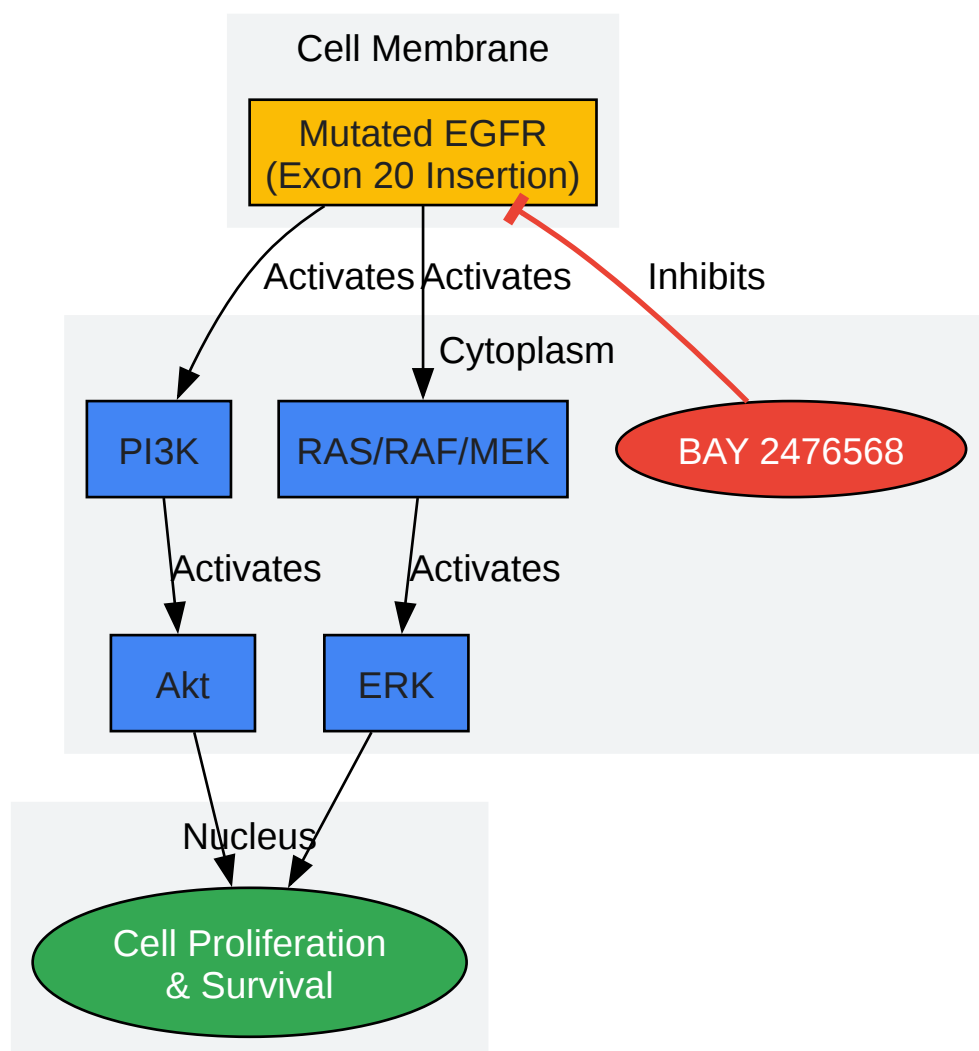 Cell Membrane
Mutated EGFR
(Exon 20 Insertion)
Activates
Activates
Inhibits
Cytoplasm
PI3K
RAS/RAF/MEK
BAY 2476568
Activates
Activates
Akt
ERK
Nucleus
Cell Proliferation
& Survival